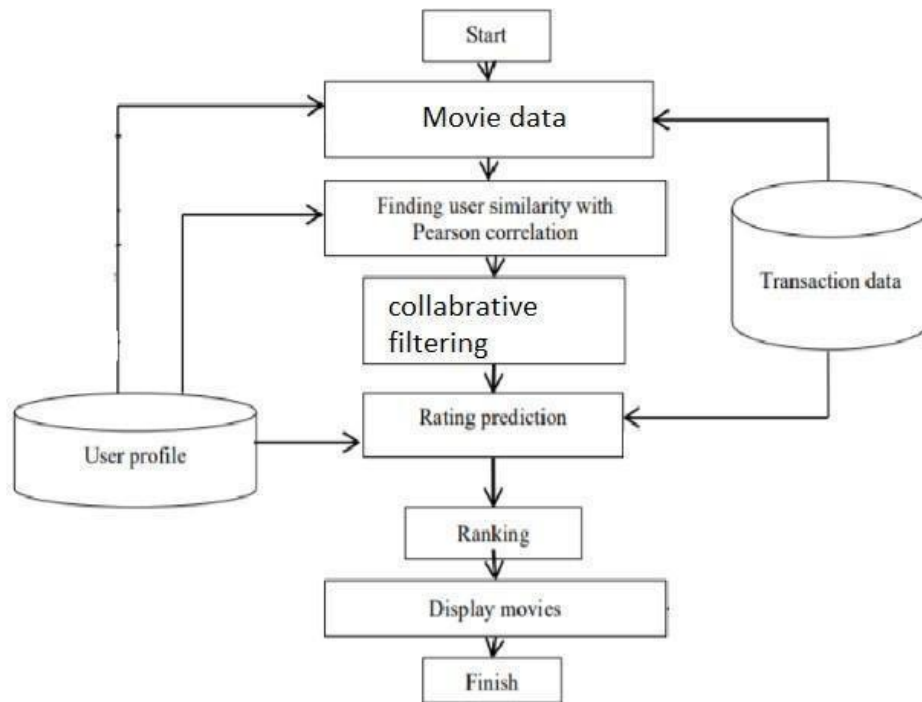 Start
Movie data
Finding user similarity with
Pearson correlation
Transaction data
collabrative
filtering
Rating prediction
User profile
Ranking
Display movies
Finish